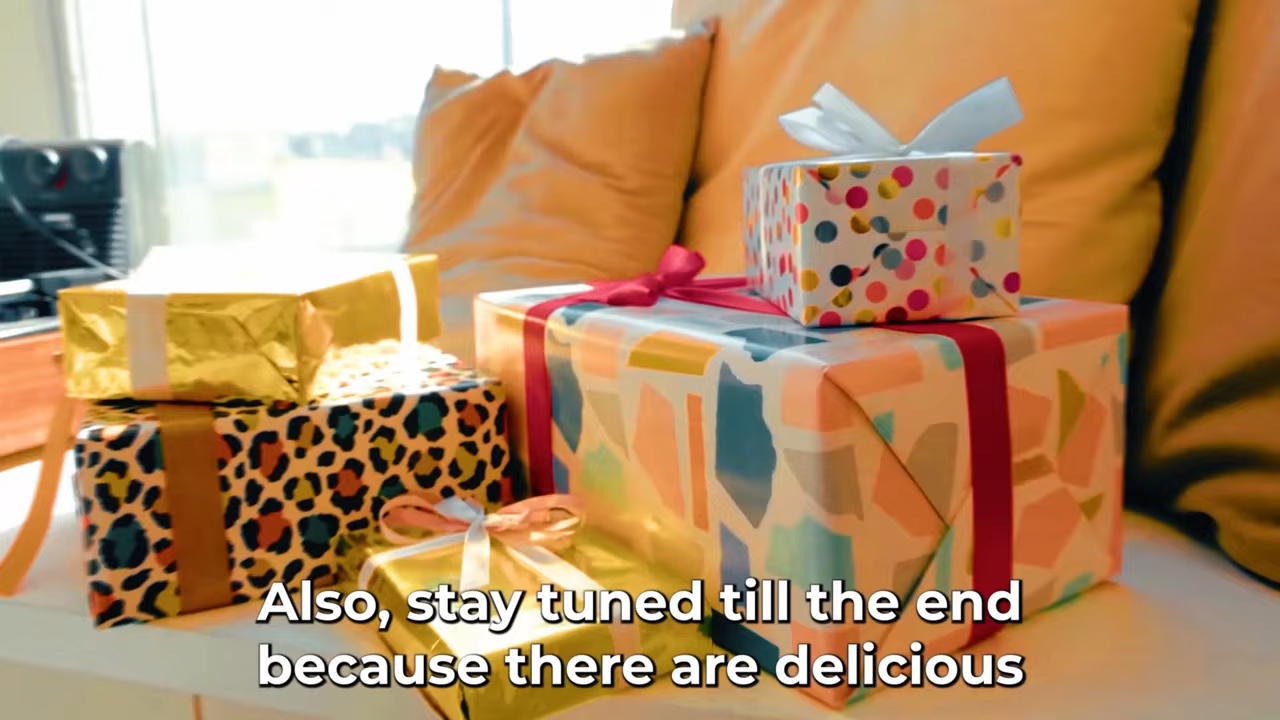 Also, stay tuned till the end
because there are delicious